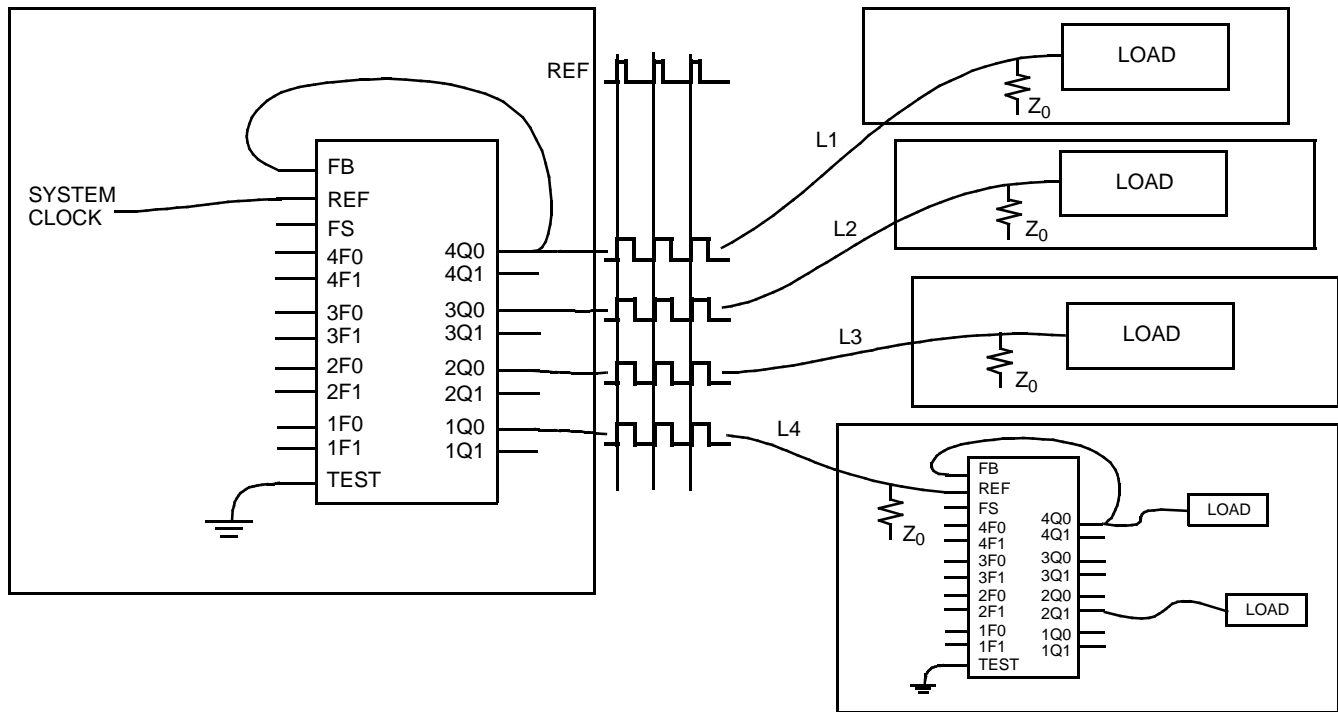 SYSTEM
CLOCK
FB
REF
FS
4F0
4F1
3F0
3F1
2F0
2F1
1F0
1F1
TEST
4Q0
4Q1
3Q0
3Q1
2Q0
2Q1
1Q0
1Q1
REF
L1
L2
L3
L4
LOAD
Z0
LOAD
Z0
LOAD
Z0
Z0
FB
REF
FS
4F0
4F1
3F0
3F1
2F0
2F1
1F0
1F1
TEST
4Q0
4Q1
3Q0
3Q1
2Q0
2Q1
1Q0
1Q1
LOAD
LOAD